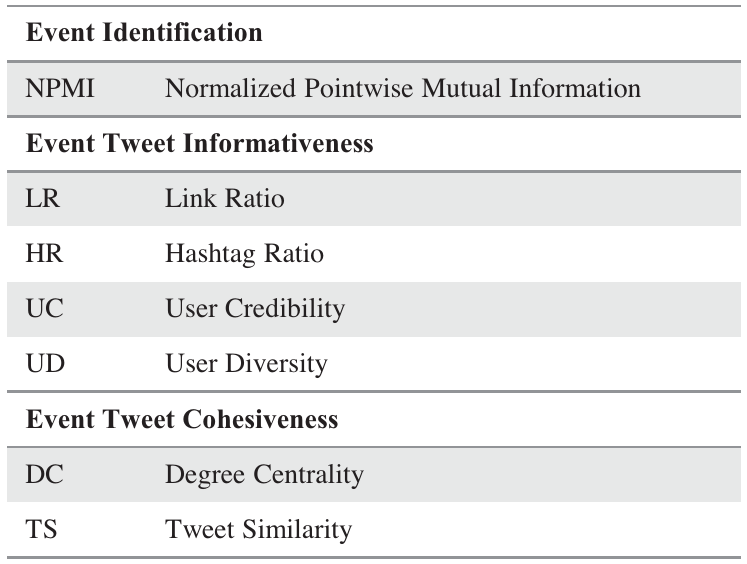 Event Identification
NPMI Normalized Pointwise Mutual Information
Event Tweet Informativeness
LR Link Ratio
HR Hashtag Ratio
UC User Credibility
UD User Diversity
Event Tweet Cohesiveness
DC Degree Centrality
TS Tweet Similarity